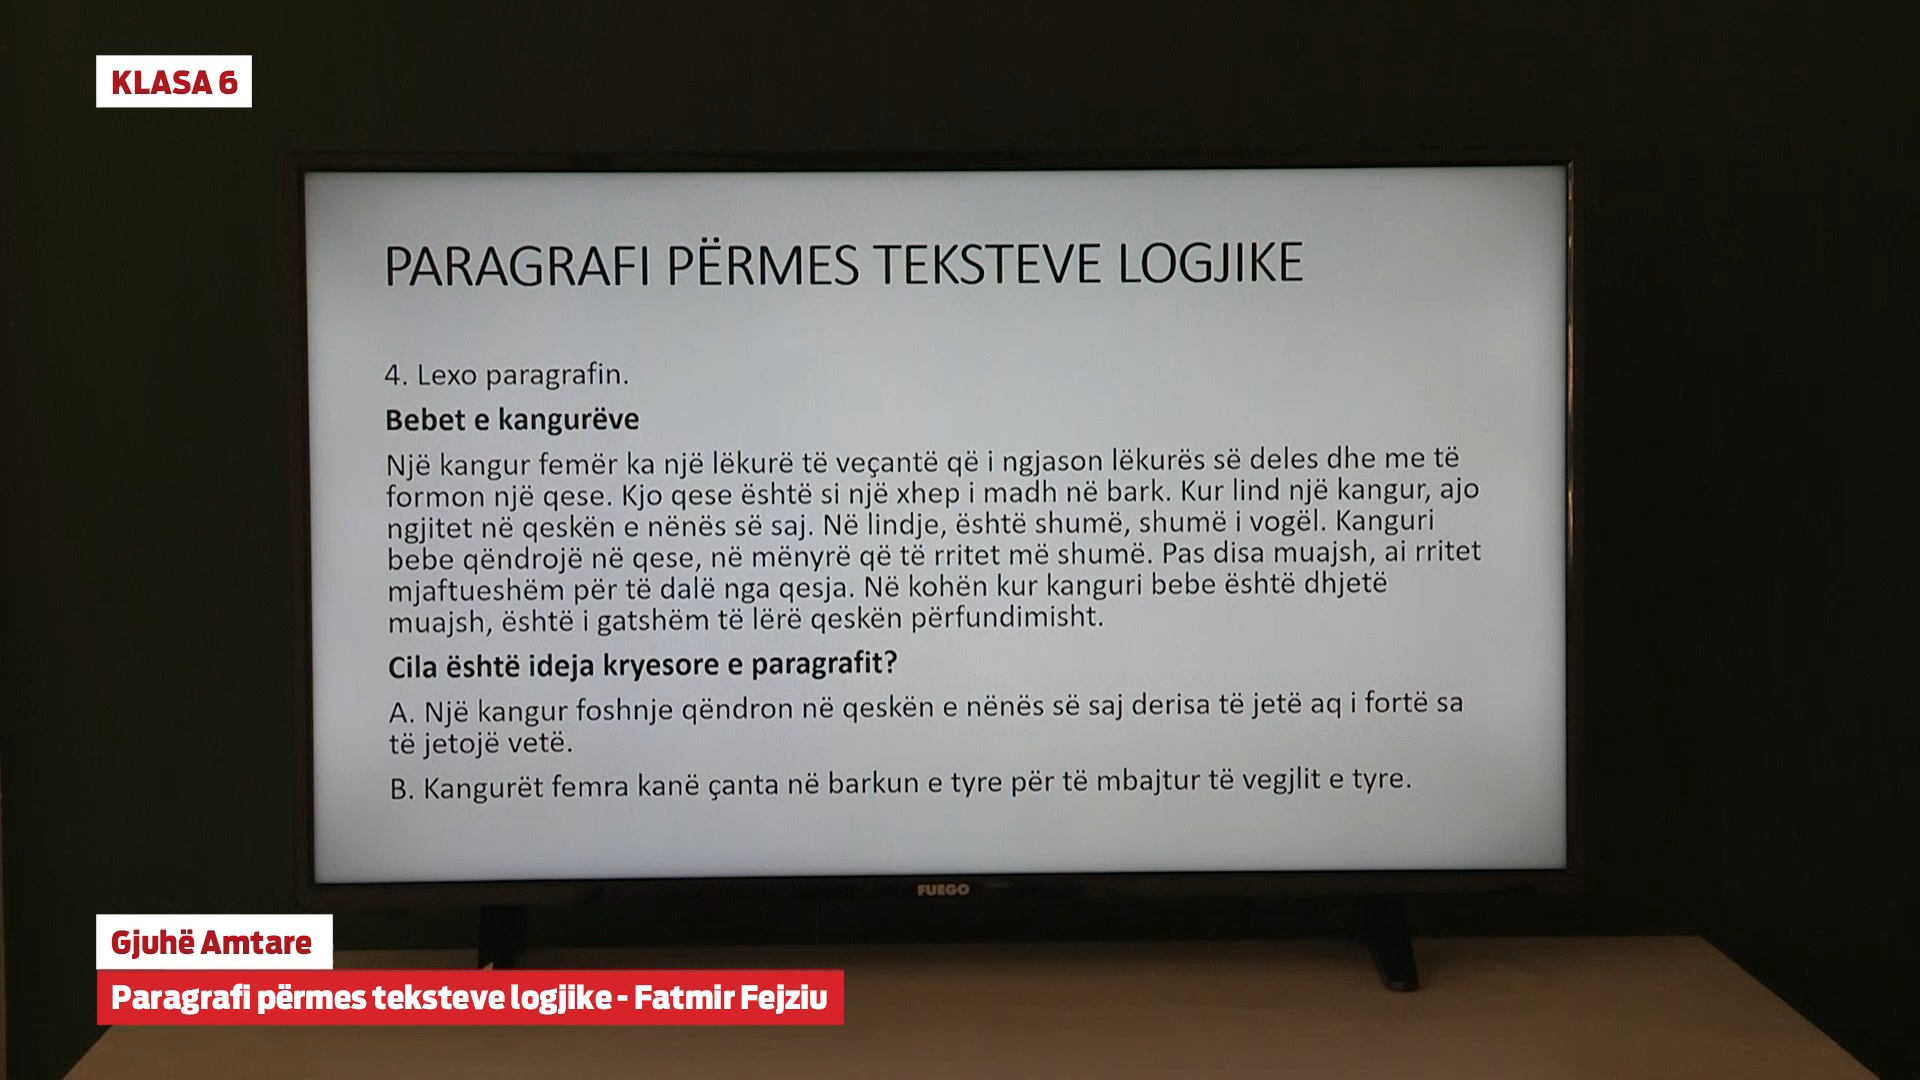 KLASA 6
PARAGRAFI PËRMES TEKSTEVE LOGJIKE
4. Lexo paragrafin.
Bebet e kangurëve
Një kangur femër ka një lëkurë të veçantë që i ngjason lëkurës së deles dhe me të
formon një qese. Kjo qese është si një xhep i madh në bark. Kur lind një kangur, ajo
ngjitet në qeskën e nënës së saj. Në lindje, është shumë, shumë i vogël. Kanguri
bebe qëndrojë në qese, në mënyrë që të rritet më shumë. Pas disa muajsh, ai rritet
mjaftueshëm për të dalë nga qesja. Në kohën kur kanguri bebe është dhjetë
muajsh, është i gatshëm të lërë qeskën përfundimisht.
Cila është ideja kryesore e paragrafit?
A. Një kangur foshnje qëndron në qeskën e nënës së saj derisa të jetë aq i fortë sa
të jetojë vetë.
B. Kangurët femra kanë çanta në barkun e tyre për të mbajtur të vegjlit e tyre.
FUEGO
Gjuhë Amtare
Paragrafi përmes teksteve logjike - Fatmir Fejziu